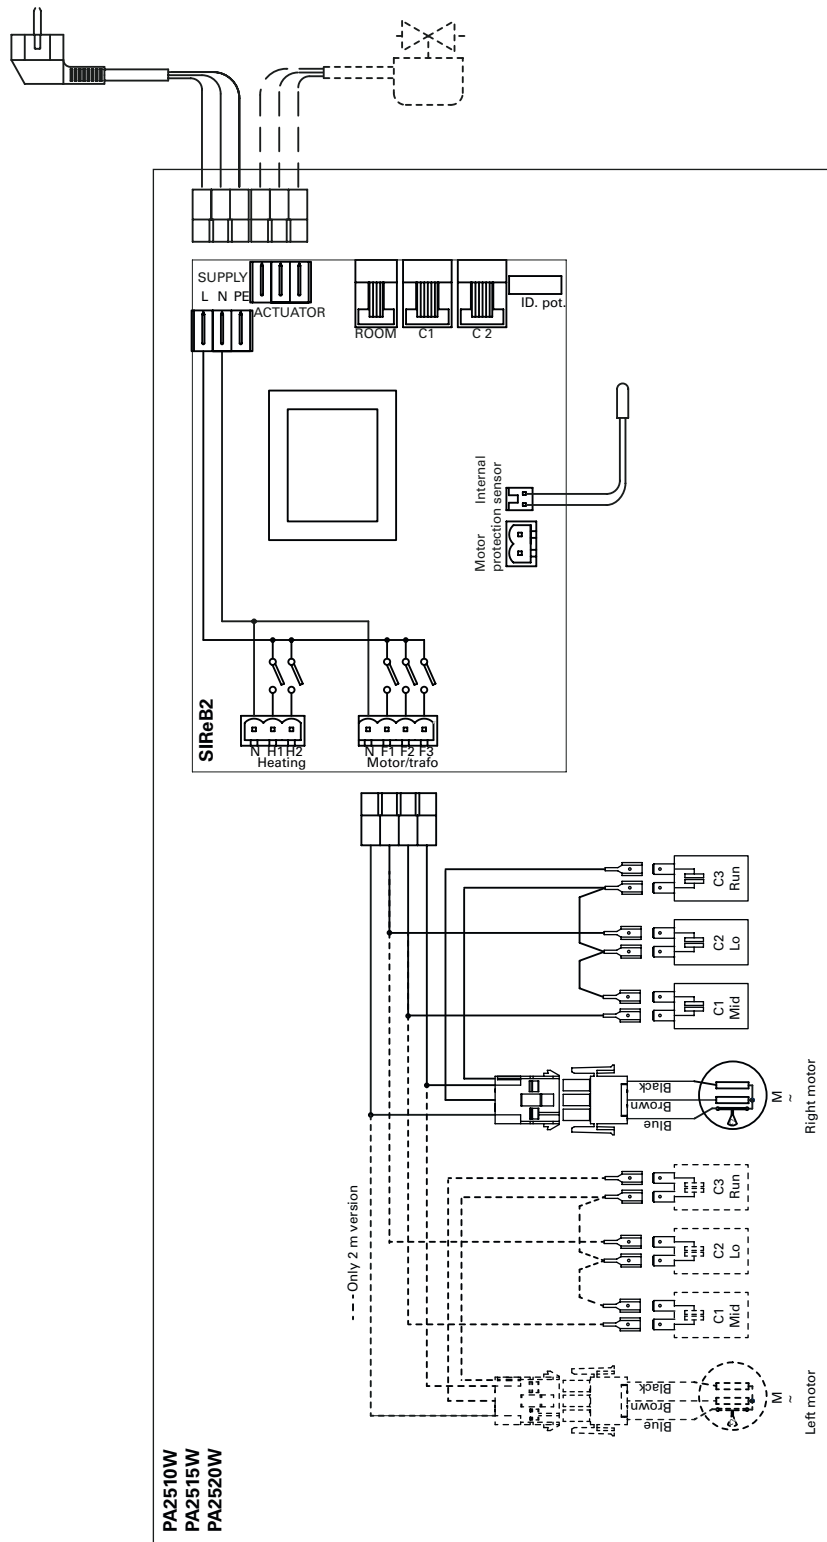 SUPPLY
L N PE
ACTUATOR
ROOM
C1
C 2
ID. pot.
Internal
Motor
protection sensor
SIReB2
N H1 H2
Heating
N F1 F2 F3
Motor/trafo
C3
Run
C2
Lo
C1
Mid
Black
Brown
Blue
M
~
Right motor
Only 2 m version
C3
Run
C2
Lo
C1
Mid
Black
Brown
Blue
M
~
Left motor
PA2510W
PA2515W
PA2520W